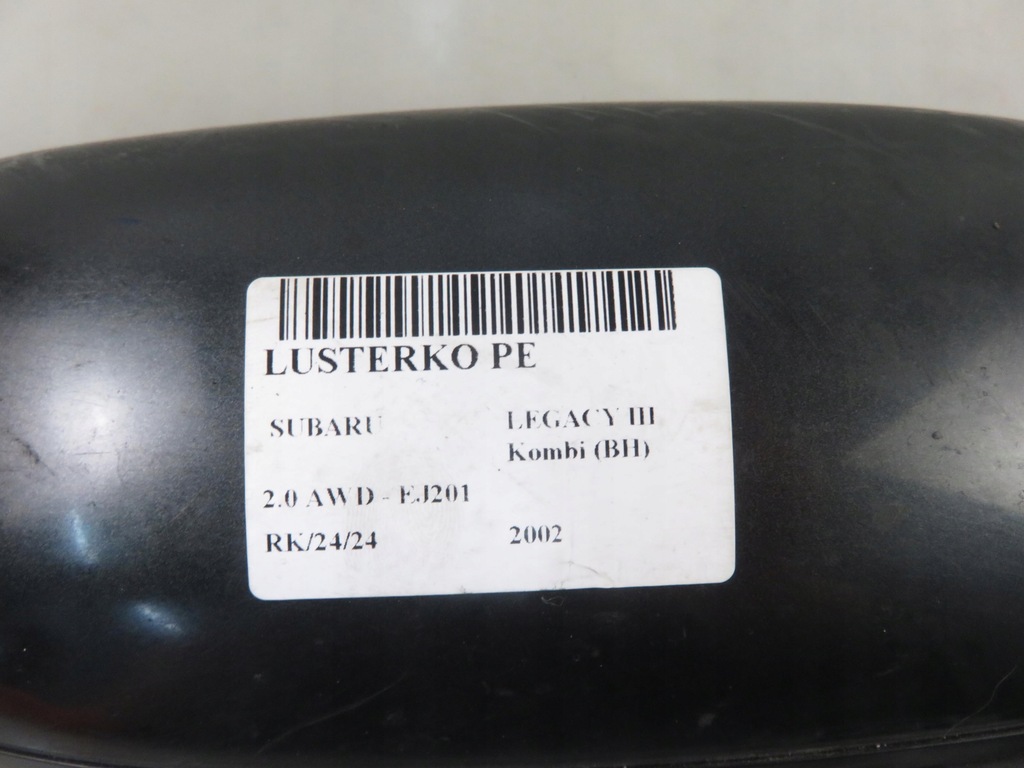 LUSTERKO PE
SUBARU LEGACY III
Kombi (BH)
2.0 AWD - EJ201
RK/24/24 2002